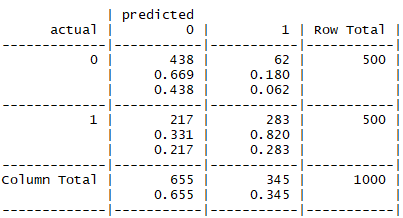 | predicted
actual | 0 | 1 | Row Total |
-------------|-----------|-----------|-----------|
0 | 438 | 62 | 500 |
| 0.669 | 0.180 | |
| 0.438 | 0.062 | |
-------------|-----------|-----------|-----------|
1 | 217 | 283 | 500 |
| 0.331 | 0.820 | |
| 0.217 | 0.283 | |
-------------|-----------|-----------|-----------|
Column Total | 655 | 345 | 1000 |
| 0.655 | 0.345 | |
-------------|-----------|-----------|-----------|